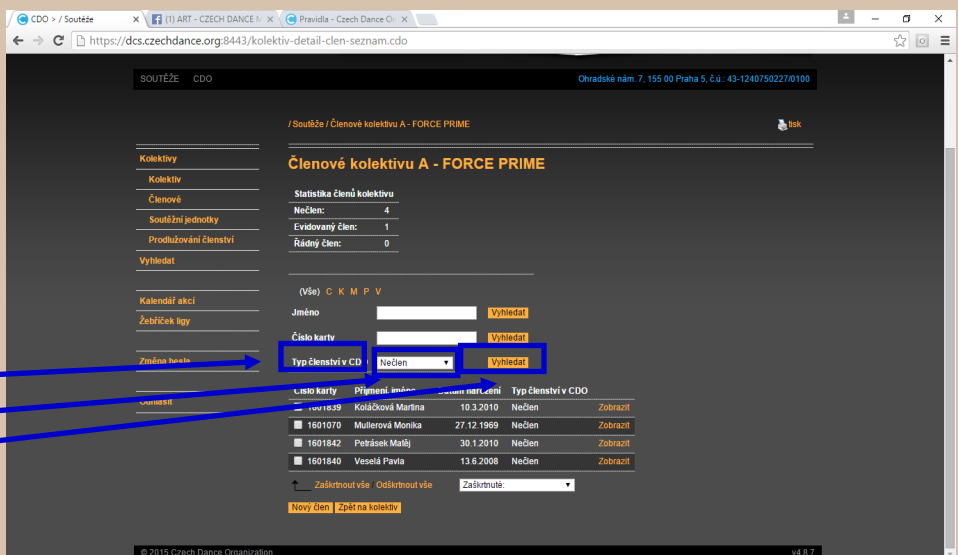 CDO > / Soutěže
(1) ART - CZECH DANCE M
Pravidla - Czech Dance Or
https://dcs.czechdance.org:8443/kolektiv-detail-clen-seznam.cdo
SOUTĚŽE CDO
Ohradské nám. 7, 155 00 Praha 5, č.ú.: 43-1240750227/0100
/ Soutěže / Členové kolektivu A - FORCE PRIME
tisk
Kolektivy
Kolektiv
Členové
Soutěžní jednotky
Prodlužování členství
Vyhledat
Kalendář akcí
Žebříček ligy
Změna hesla
Odhlásit
Členové kolektivu A - FORCE PRIME
Statistika členů kolektivu
Nečlen: 4
Evidovaný člen: 1
Řádný člen: 0
(Vše) C K M P V
Jméno Vyhledat
Číslo karty Vyhledat
Typ členství v CDO Nečlen Vyhledat
Číslo karty Příjmení, jméno Datum narození Typ členství v CDO
1601839 Koláčková Martina 10.3.2010 Nečlen Zobrazit
1601070 Mullerová Monika 27.12.1969 Nečlen Zobrazit
1601842 Petrásek Matěj 30.1.2010 Nečlen Zobrazit
1601840 Veselá Pavla 13.6.2008 Nečlen Zobrazit
Zaškrtnout vše / Odškrtnout vše Zaškrtnuté:
Nový člen Zpět na kolektiv
© 2015 Czech Dance Organization
v4.8.7